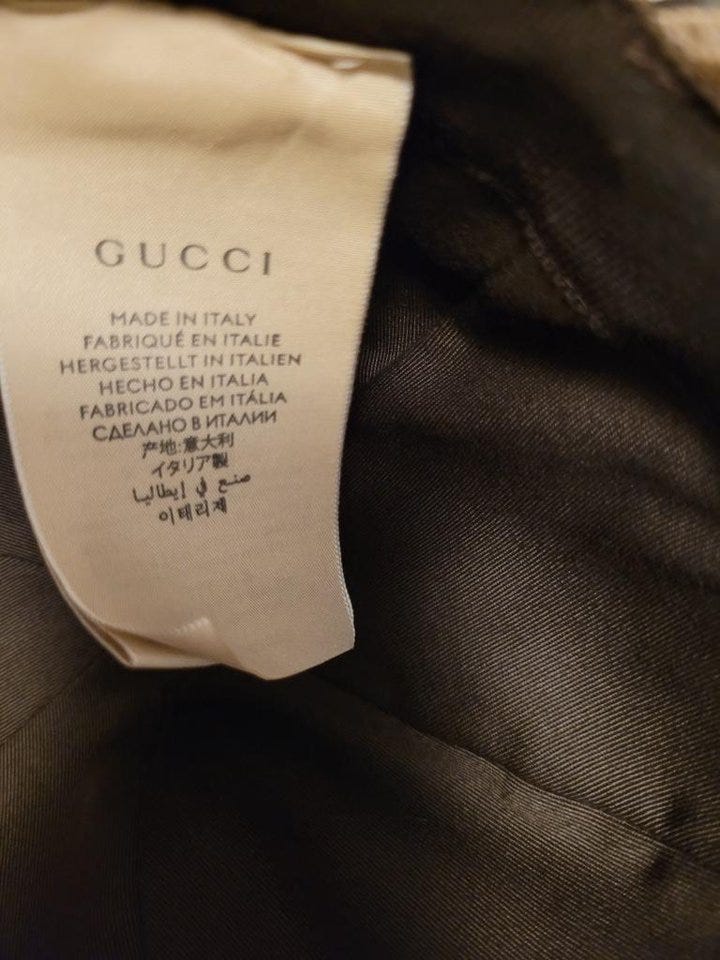 GUCCI
MADE IN ITALY
FABRIQUÉ EN ITALIE
HERGESTELLT IN ITALIEN
HECHO EN ITALIA
FABRICADO EM ITÁLIA
СДЕЛАНО В ИТАЛИИ
产地:意大利
イタリア製
صنع في إيطاليا
이태리제